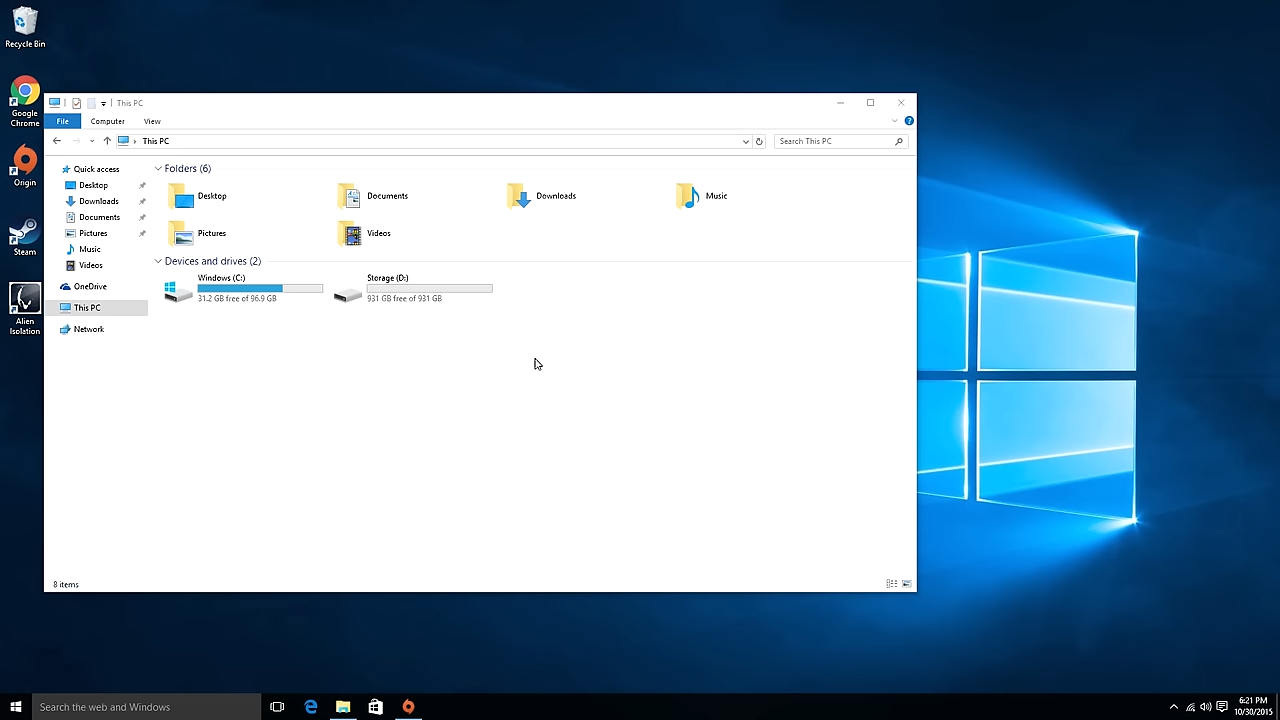 Recycle Bin
Google
Chrome
Origin
Steam
Alien
Isolation
This PC
File Computer View
This PC
Search This PC
Quick access
Desktop
Downloads
Documents
Pictures
Music
Videos
OneDrive
This PC
Network
Folders (6)
Desktop Documents Downloads Music
Pictures Videos
Devices and drives (2)
Windows (C:)
31.2 GB free of 96.9 GB
Storage (D:)
931 GB free of 931 GB
8 items
Search the web and Windows
6:21 PM
10/30/2015